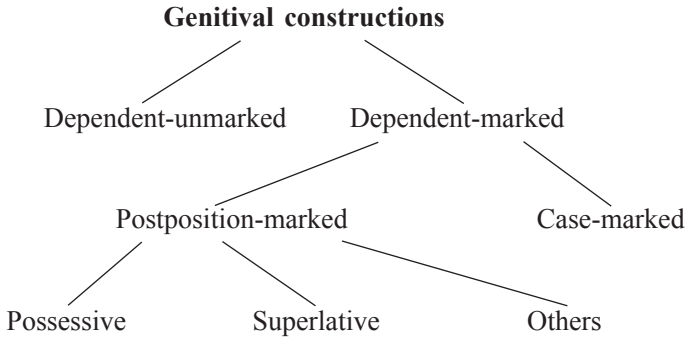 Genitival constructions
Dependent-unmarked Dependent-marked
Postposition-marked Case-marked
Possessive Superlative Others